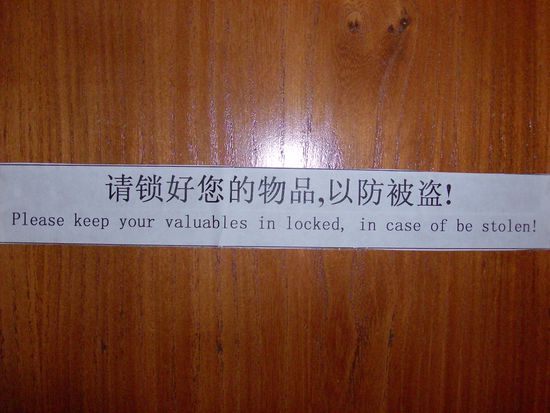 请锁好您的物品,以防被盗!
Please keep your valuables in locked, in case of be stolen!